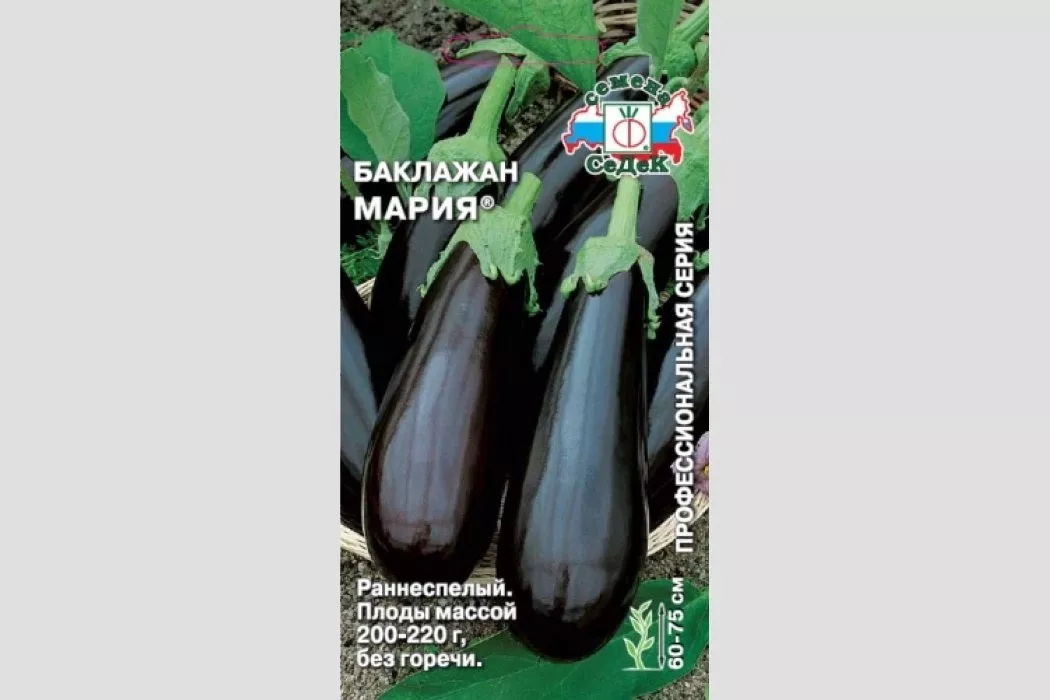 семена
СеДеК
®
БАКЛАЖАН
МАРИЯ®
ПРОФЕССИОНАЛЬНАЯ СЕРИЯ
Раннеспелый.
Плоды массой
200-220 г,
без горечи.
60-75 см